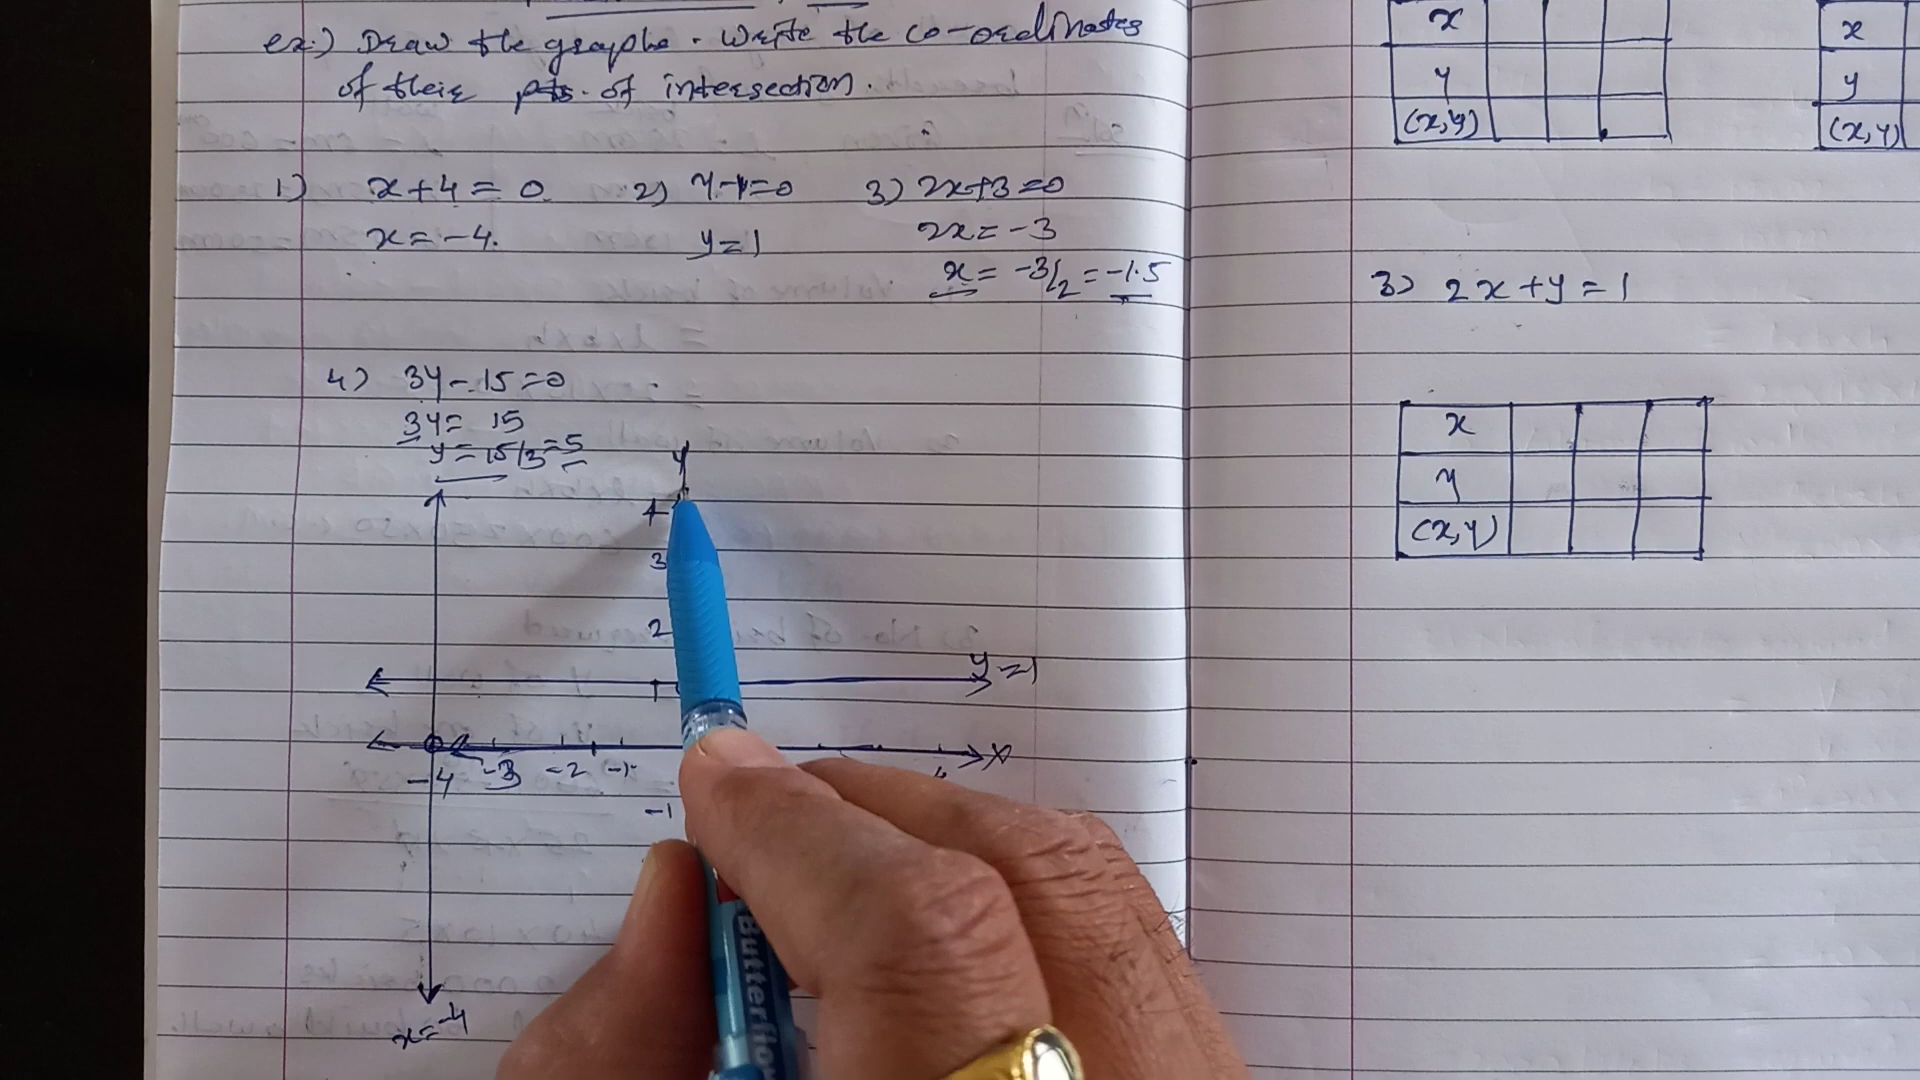 ex:) Draw the graphs. Write the co-ordinates
of their pts. of intersection.
1) x+4=0 2) y-1=0 3) 2x+3=0
x=-4. y=1 2x=-3
x = -3/2 = -1.5
4) 3y-15=0
3y= 15
y=15/3=5
y
4
3
2
y=1
1
x
-4 -3 -2 -1
-1
x=-4
Butterflow
x
y
(x,y)
x
y
(x,y)
3) 2x+y=1
x
y
(x,y)